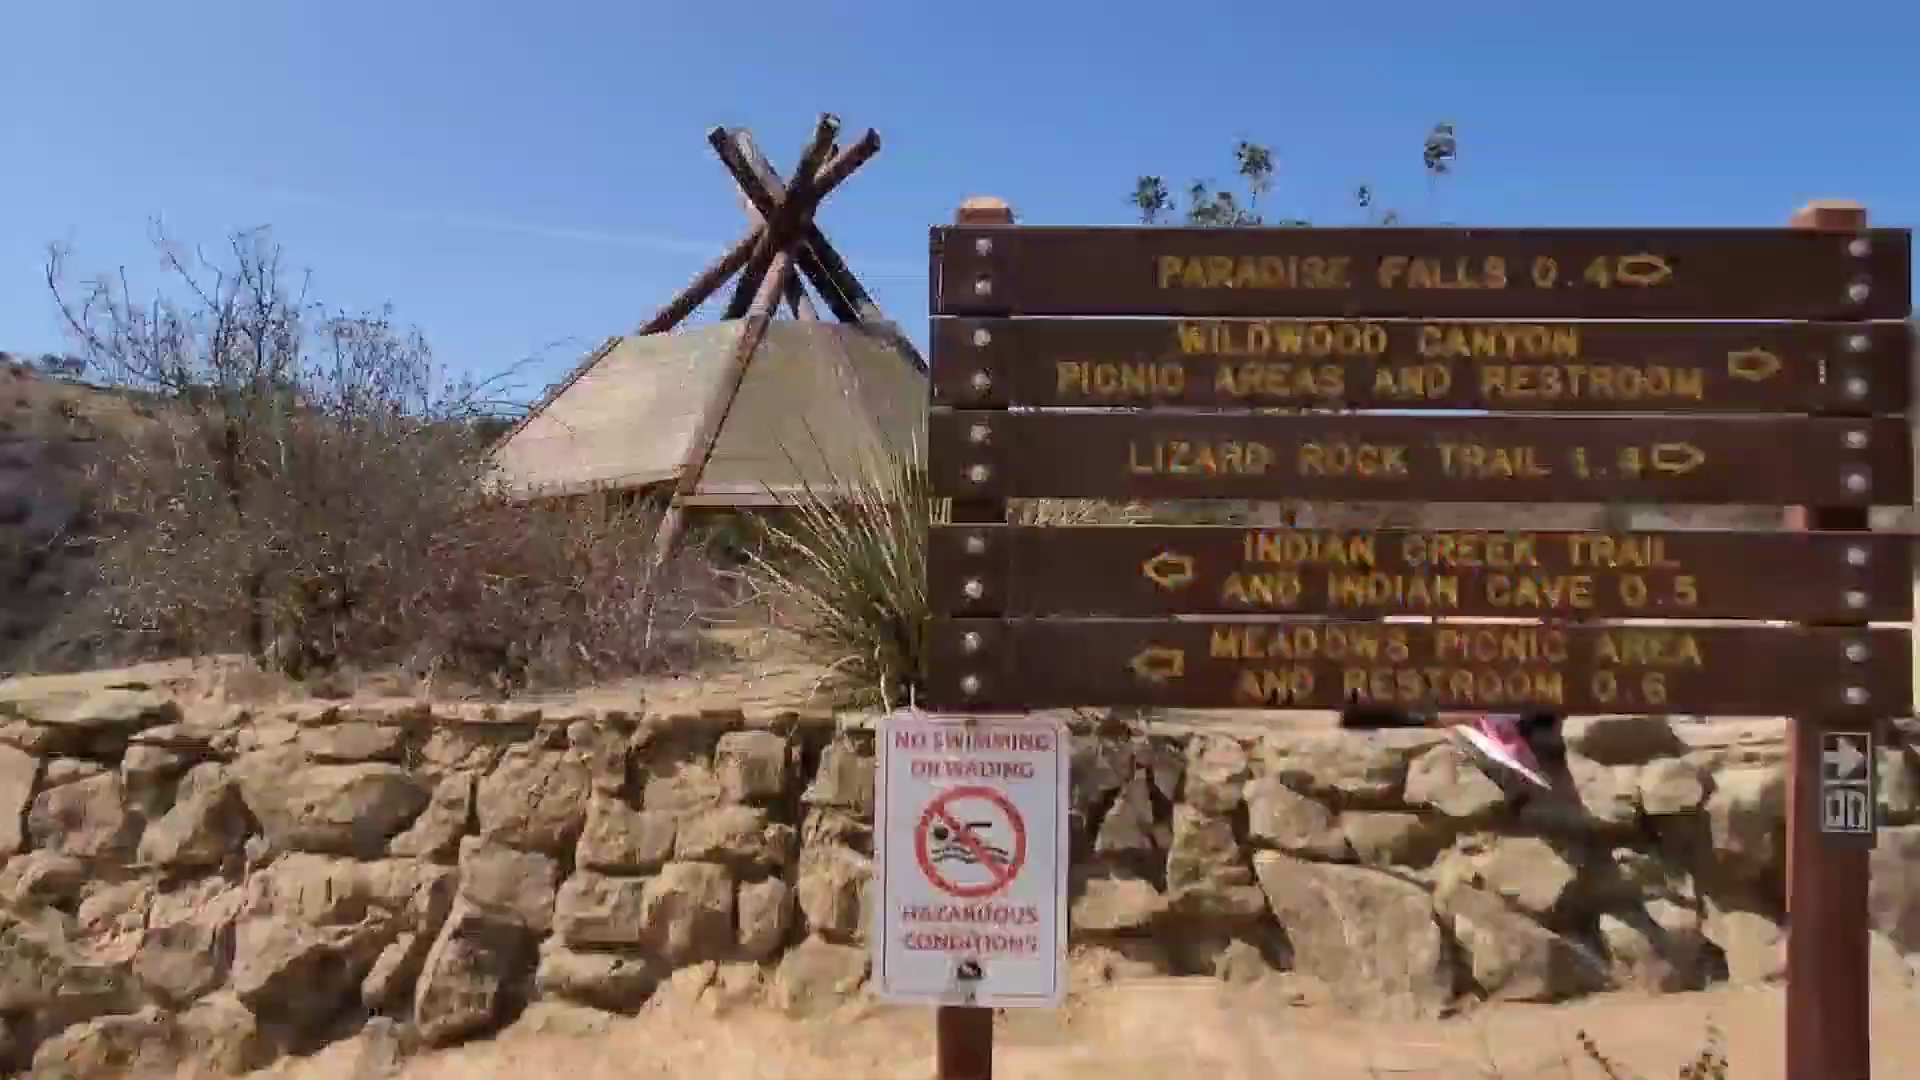 PARADISE FALLS 0.4
WILDWOOD CANYON
PICNIC AREAS AND RESTROOM
LIZARD ROCK TRAIL
INDIAN CREEK TRAIL
AND INDIAN CAVE 0.5
MEADOWS PICNIC AREA
AND RESTROOM 0.6
NO SWIMMING
OR WADING
HAZARDOUS
CONDITIONS